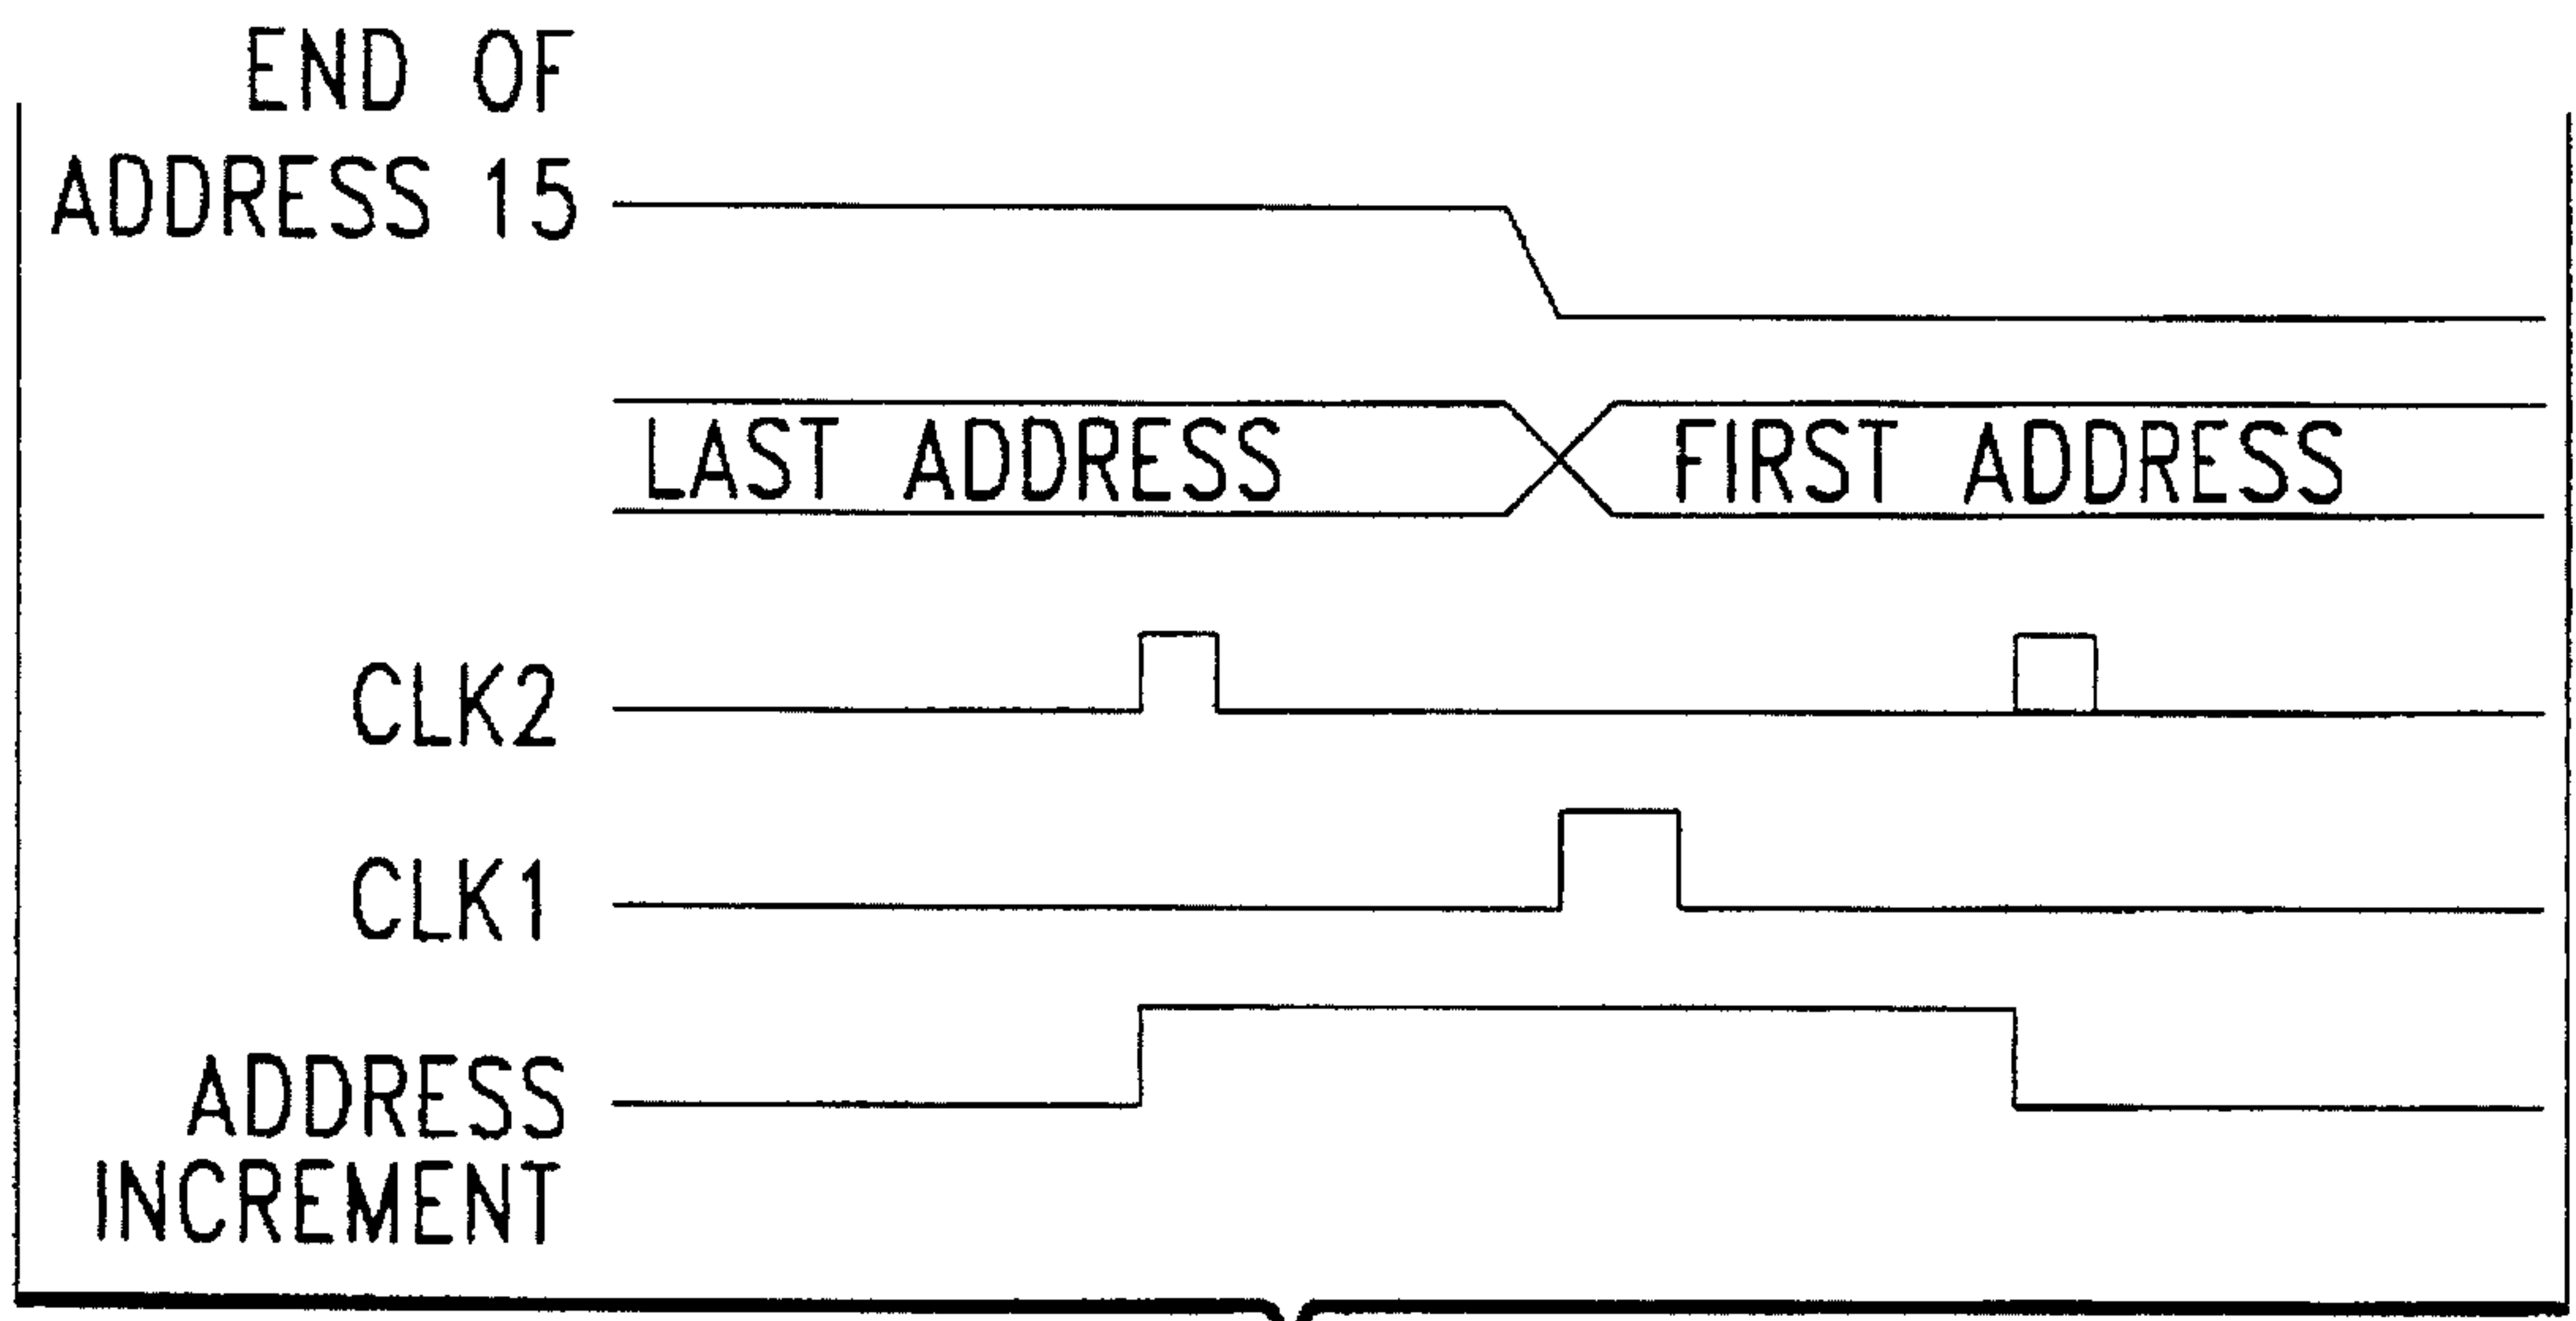 END OF
ADDRESS 15
LAST ADDRESS FIRST ADDRESS
CLK2
CLK1
ADDRESS
INCREMENT